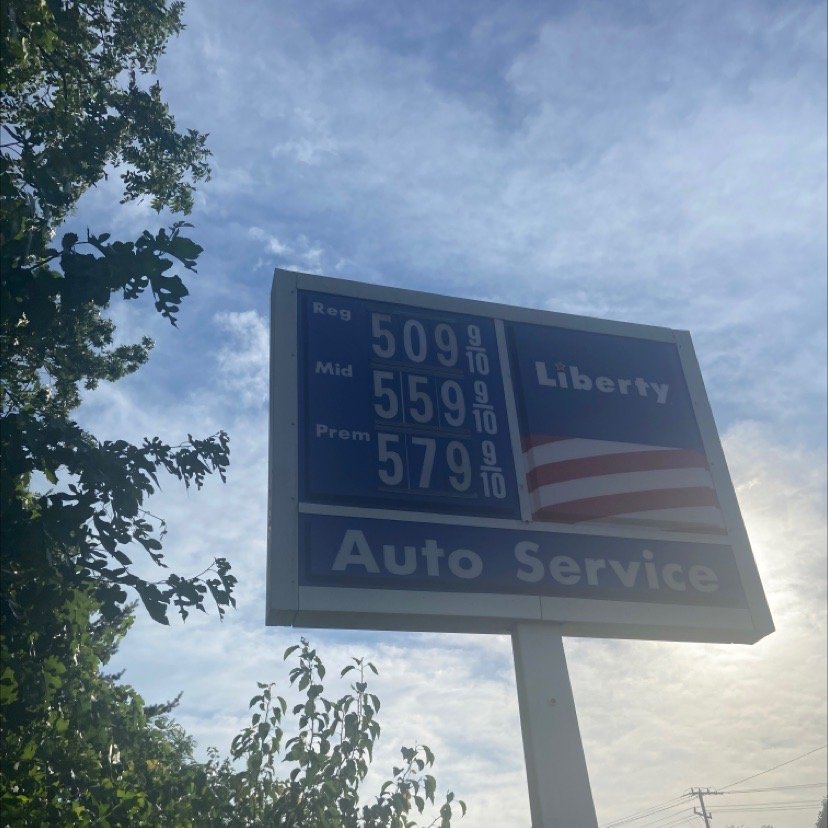 Reg 509 9/10
Mid 559 9/10
Prem 579 9/10
Liberty
Auto Service